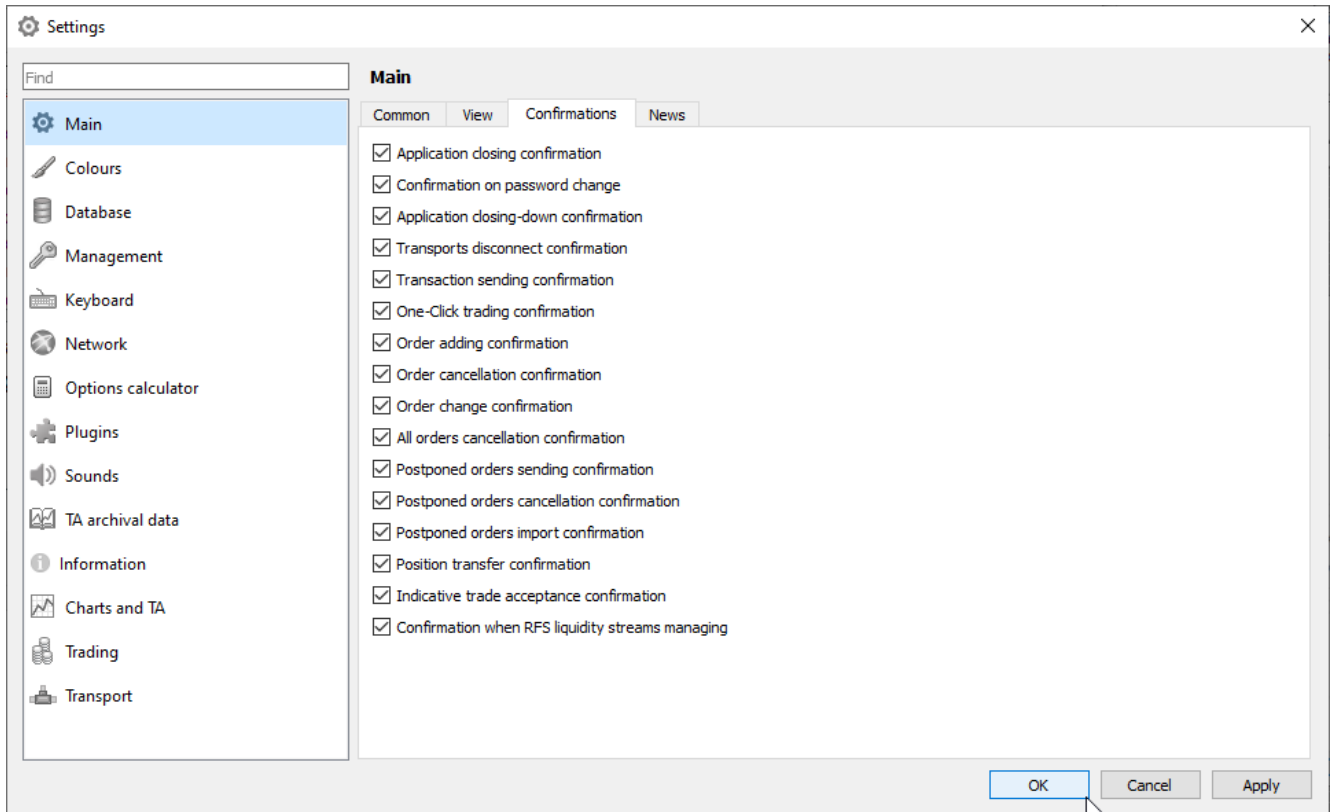 Settings
Find
Main
Colours
Database
Management
Keyboard
Network
Options calculator
Plugins
Sounds
TA archival data
Information
Charts and TA
Trading
Transport
Main
Common View Confirmations News
Application closing confirmation
Confirmation on password change
Application closing-down confirmation
Transports disconnect confirmation
Transaction sending confirmation
One-Click trading confirmation
Order adding confirmation
Order cancellation confirmation
Order change confirmation
All orders cancellation confirmation
Postponed orders sending confirmation
Postponed orders cancellation confirmation
Postponed orders import confirmation
Position transfer confirmation
Indicative trade acceptance confirmation
Confirmation when RFS liquidity streams managing
OK Cancel Apply